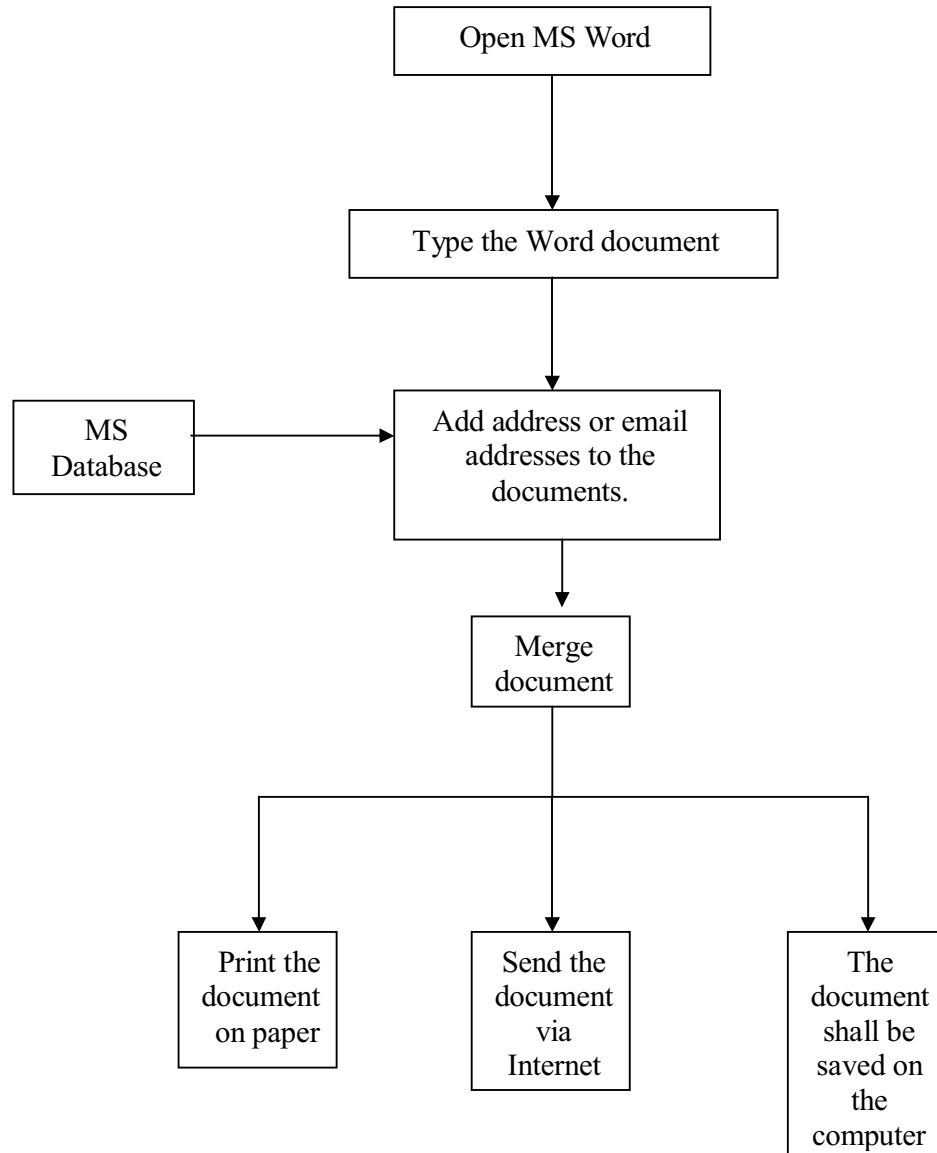 Open MS Word
Type the Word document
MS
Database
Add address or email
addresses to the
documents.
Merge
document
Print the
document
on paper
Send the
document
via
Internet
The
document
shall be
saved on
the
computer